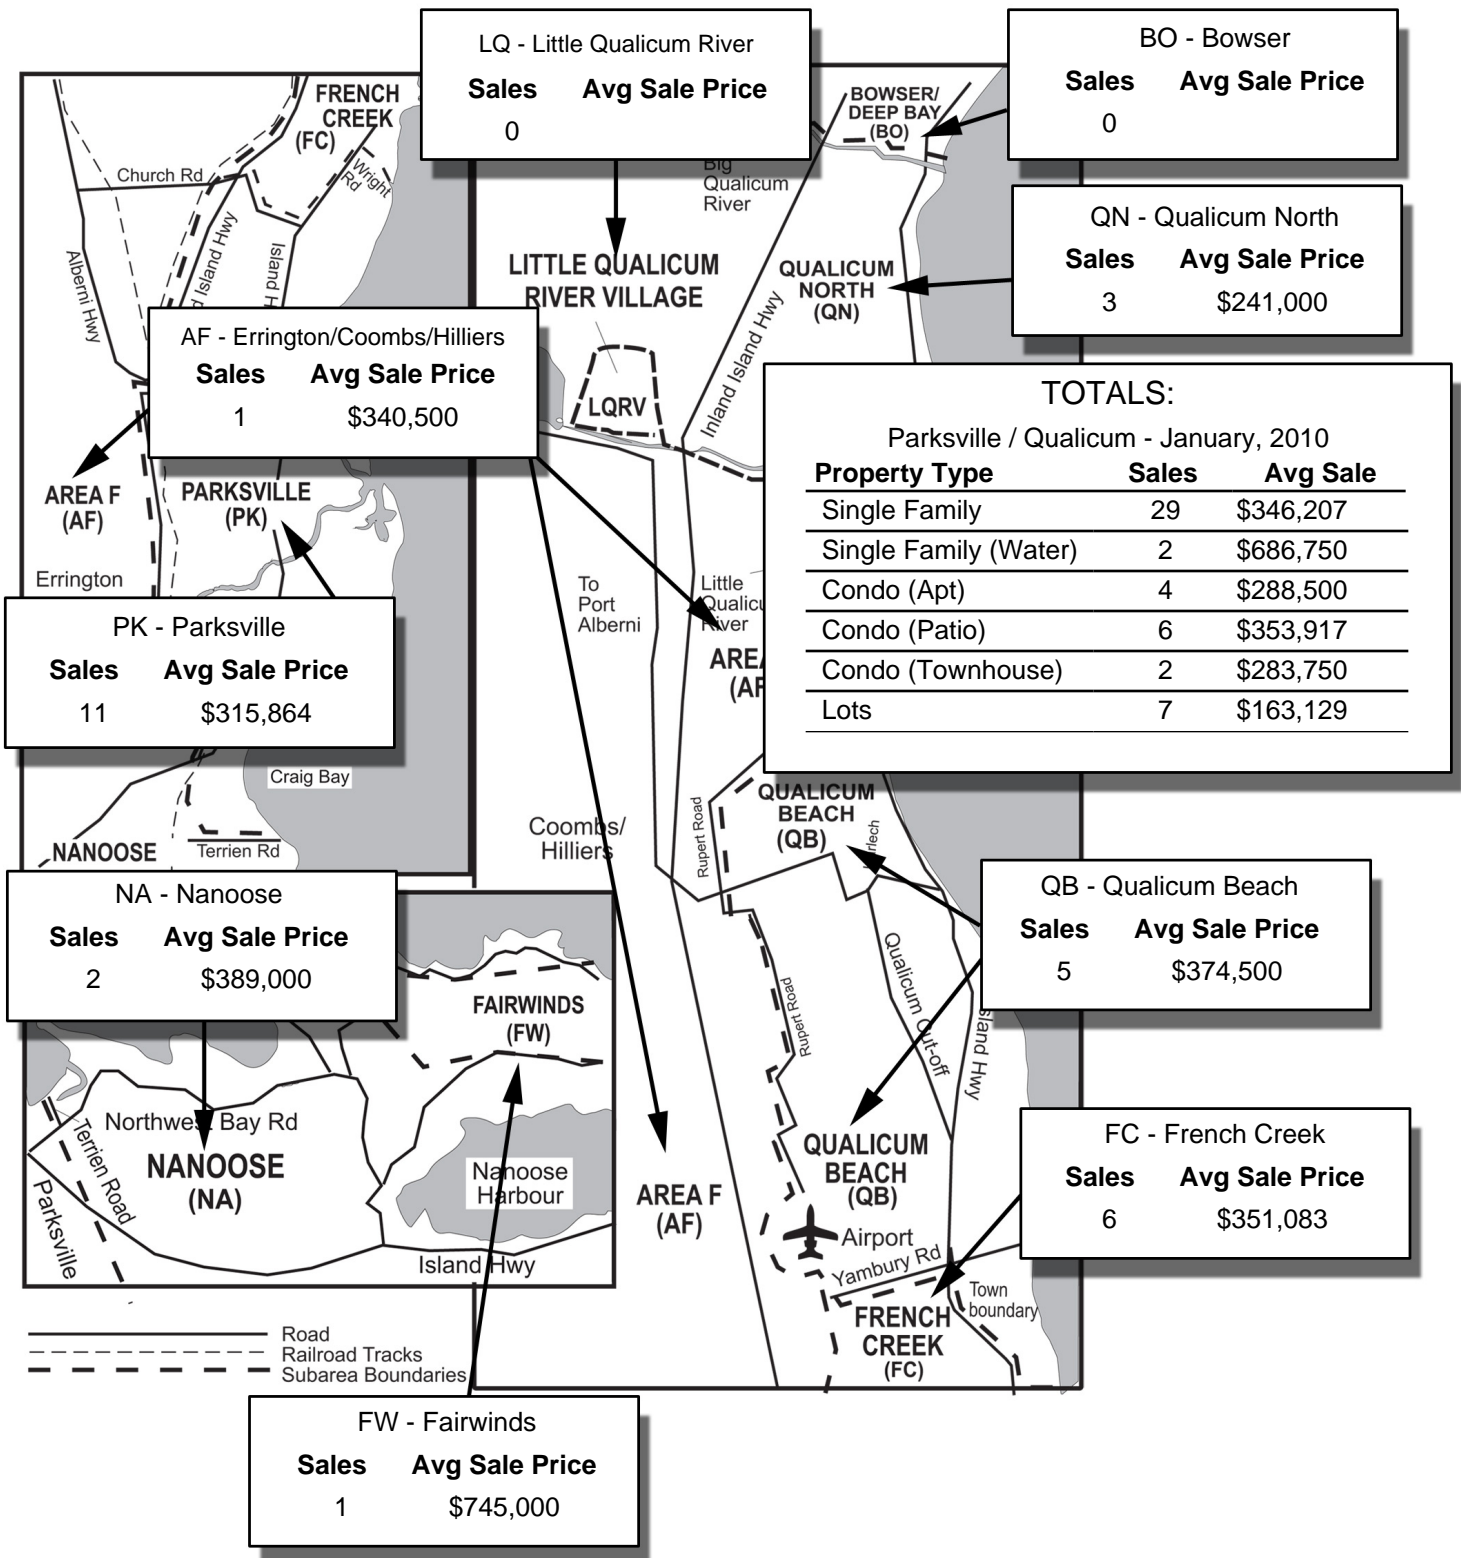 LQ - Little Qualicum River
Sales Avg Sale Price
0
BO - Bowser
Sales Avg Sale Price
0
QN - Qualicum North
Sales Avg Sale Price
3 $241,000
AF - Errington/Coombs/Hilliers
Sales Avg Sale Price
1 $340,500
TOTALS:
Parksville / Qualicum - January, 2010
Property Type Sales Avg Sale
Single Family 29 $346,207
Single Family (Water) 2 $686,750
Condo (Apt) 4 $288,500
Condo (Patio) 6 $353,917
Condo (Townhouse) 2 $283,750
Lots 7 $163,129
PK - Parksville
Sales Avg Sale Price
11 $315,864
NA - Nanoose
Sales Avg Sale Price
2 $389,000
QB - Qualicum Beach
Sales Avg Sale Price
5 $374,500
FC - French Creek
Sales Avg Sale Price
6 $351,083
FW - Fairwinds
Sales Avg Sale Price
1 $745,000
FRENCH
CREEK
(FC)
Church Rd
Wright
Rd
Alberni Hwy
d Island Hwy
Island H
AREA F
(AF)
PARKSVILLE
(PK)
Errington
Craig Bay
NANOOSE
Terrien Rd
BOWSER/
DEEP BAY
(BO)
Big
Qualicum
River
LITTLE QUALICUM
RIVER VILLAGE
QUALICUM
NORTH
(QN)
Inland Island Hwy
LQRV
To
Port
Alberni
Little
Qualicu
River
AREA
(AF
Coombs/
Hilliers
Rupert Road
QUALICUM
BEACH
(QB)
Qualicum Cut-off
Rupert Road
sland Hwy
QUALICUM
BEACH
(QB)
AREA F
(AF)
Airport
Yambury Rd
Town
boundary
FRENCH
CREEK
(FC)
FAIRWINDS
(FW)
Northwest Bay Rd
NANOOSE
(NA)
Terrien Road
Parksville
Nanoose
Harbour
Island Hwy
Road
Railroad Tracks
Subarea Boundaries